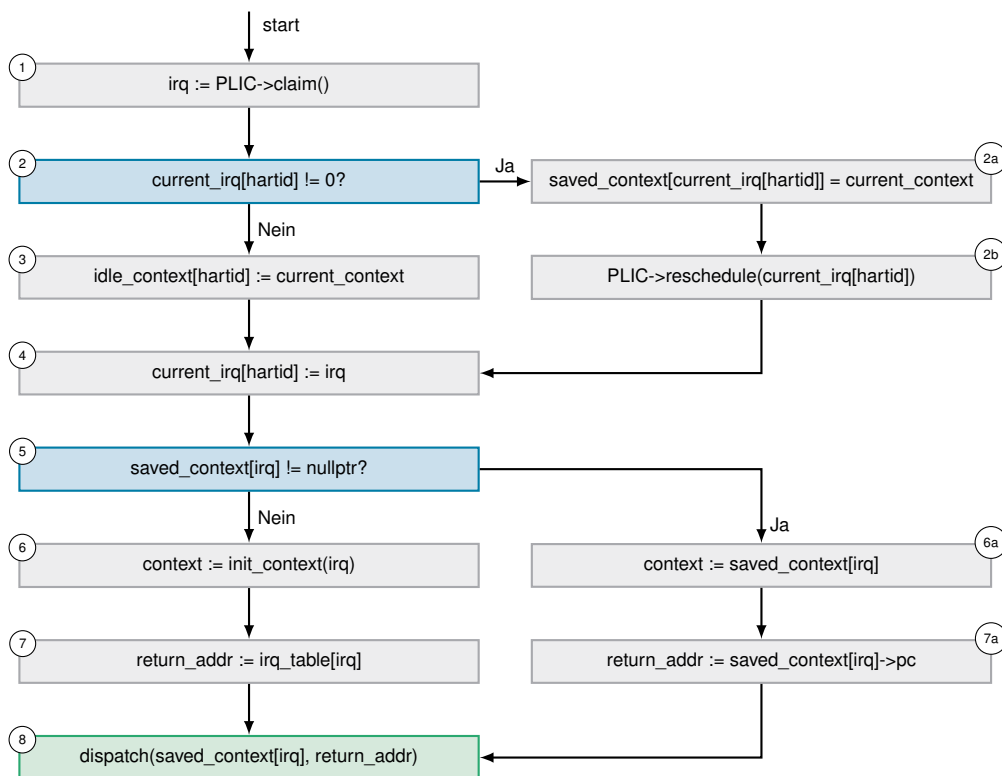 start
1
irq := PLIC->claim()
2
current_irq[hartid] != 0?
Ja
2a
saved_context[current_irq[hartid]] = current_context
Nein
3
idle_context[hartid] := current_context
2b
PLIC->reschedule(current_irq[hartid])
4
current_irq[hartid] := irq
5
saved_context[irq] != nullptr?
Nein
Ja
6
context := init_context(irq)
6a
context := saved_context[irq]
7
return_addr := irq_table[irq]
7a
return_addr := saved_context[irq]->pc
8
dispatch(saved_context[irq], return_addr)